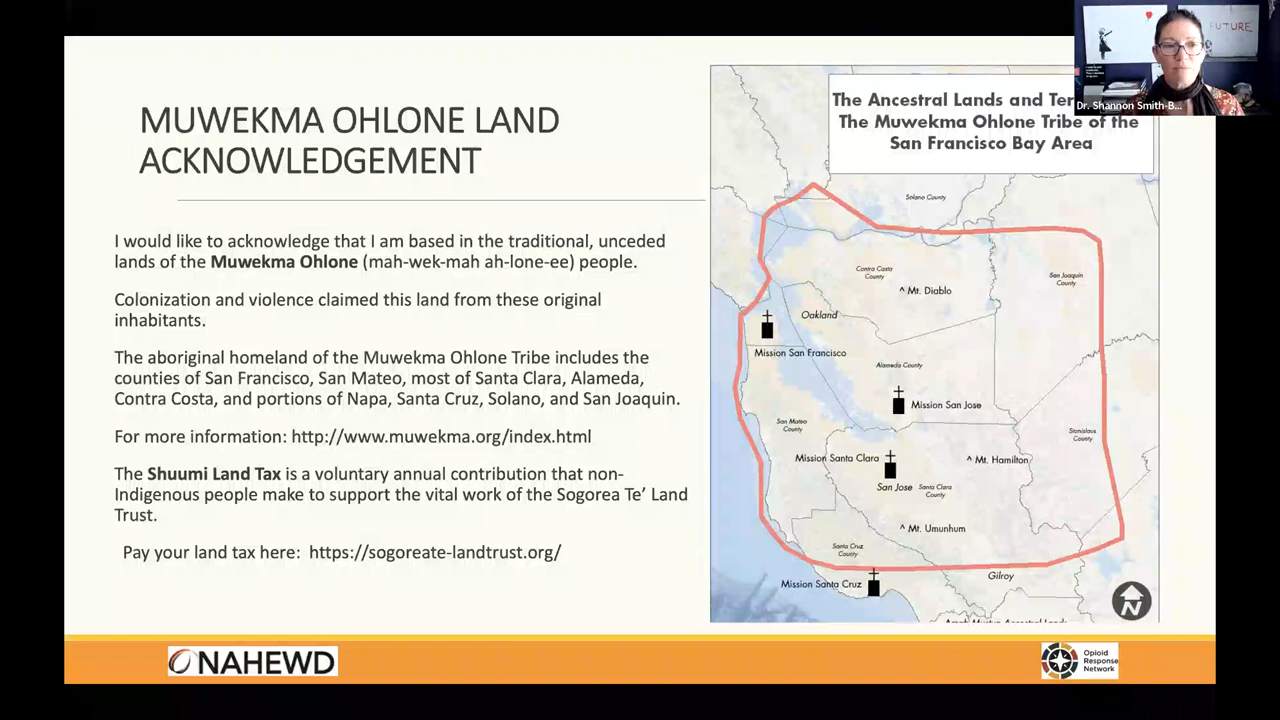 MUWEKMA OHLONE LAND
ACKNOWLEDGEMENT
I would like to acknowledge that I am based in the traditional, unceded
lands of the Muwekma Ohlone (mah-wek-mah ah-lone-ee) people.
Colonization and violence claimed this land from these original
inhabitants.
The aboriginal homeland of the Muwekma Ohlone Tribe includes the
counties of San Francisco, San Mateo, most of Santa Clara, Alameda,
Contra Costa, and portions of Napa, Santa Cruz, Solano, and San Joaquin.
For more information: http://www.muwekma.org/index.html
The Shuumi Land Tax is a voluntary annual contribution that non-
Indigenous people make to support the vital work of the Sogorea Te’ Land
Trust.
Pay your land tax here: https://sogoreate-landtrust.org/
The Ancestral Lands and
The Muwekma Ohlone Tribe of the
San Francisco Bay Area
Solano County
Contra Costa
County
San Joaquin
County
^ Mt. Diablo
Oakland
Mission San Francisco
Alameda County
Mission San Jose
San Mateo
County
Stanislaus
County
Mission Santa Clara
^ Mt. Hamilton
San Jose
Santa Clara
County
^ Mt. Umunhum
Santa Cruz
County
Mission Santa Cruz
Gilroy
N
NAHEWD
Opioid
Response
Network
FUTURE
Dr. Shannon Smith-B...